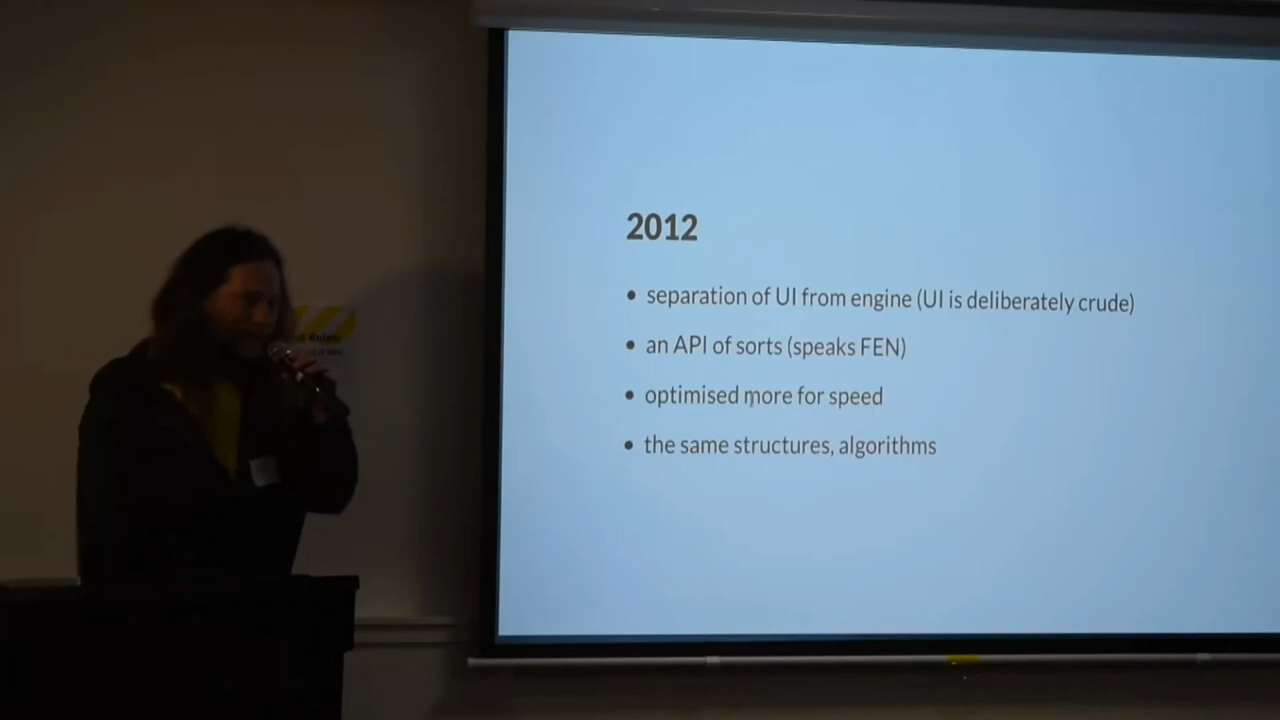 2012
separation of UI from engine (UI is deliberately crude)
an API of sorts (speaks FEN)
optimised more for speed
the same structures, algorithms
Rules